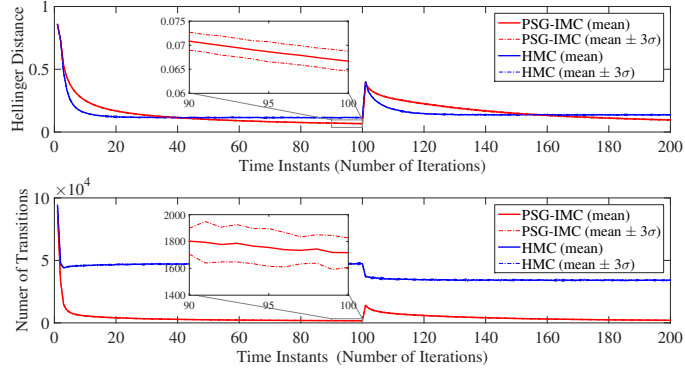 Hellinger Distance
1
0.5
0
0.075
0.07
0.065
0.06
90
95
100
PSG-IMC (mean)
PSG-IMC (mean ± 3σ)
HMC (mean)
HMC (mean ± 3σ)
0 20 40 60 80 100 120 140 160 180 200
Time Instants (Number of Iterations)
Numer of Transitions
×10⁴
10
5
0
2000
1800
1600
1400
90
95
100
PSG-IMC (mean)
PSG-IMC (mean ± 3σ)
HMC (mean)
HMC (mean ± 3σ)
0 20 40 60 80 100 120 140 160 180 200
Time Instants (Number of Iterations)